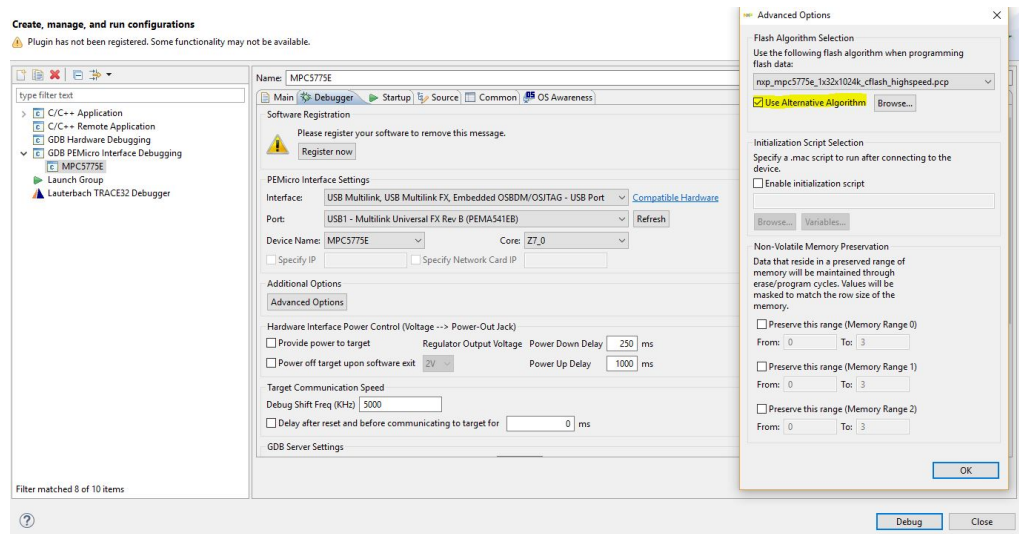 Create, manage, and run configurations
Plugin has not been registered. Some functionality may not be available.
type filter text
C/C++ Application
C/C++ Remote Application
GDB Hardware Debugging
GDB PEMicro Interface Debugging
MPC5775E
Launch Group
Lauterbach TRACE32 Debugger
Filter matched 8 of 10 items
Name: MPC5775E
Main Debugger Startup Source Common OS Awareness
Software Registration
Please register your software to remove this message.
Register now
PEMicro Interface Settings
Interface: USB Multilink, USB Multilink FX, Embedded OSBDM/OSJTAG - USB Port Compatible Hardware
Port: USB1 - Multilink Universal FX Rev B (PEMA541EB) Refresh
Device Name: MPC5775E Core: Z7_0
Specify IP Specify Network Card IP
Additional Options
Advanced Options
Hardware Interface Power Control (Voltage --> Power-Out Jack)
Provide power to target Regulator Output Voltage Power Down Delay 250 ms
Power off target upon software exit 2V Power Up Delay 1000 ms
Target Communication Speed
Debug Shift Freq (KHz) 5000
Delay after reset and before communicating to target for 0 ms
GDB Server Settings
Debug Close
Advanced Options
Flash Algorithm Selection
Use the following flash algorithm when programming
flash data:
nxp_mpc5775e_1x32x1024k_cflash_highspeed.pcp
Use Alternative Algorithm Browse...
Initialization Script Selection
Specify a .mac script to run after connecting to the
device.
Enable initialization script
Browse... Variables...
Non-Volatile Memory Preservation
Data that reside in a preserved range of
memory will be maintained through
erase/program cycles. Values will be
masked to match the row size of the
memory.
Preserve this range (Memory Range 0)
From: 0 To: 3
Preserve this range (Memory Range 1)
From: 0 To: 3
Preserve this range (Memory Range 2)
From: 0 To: 3
OK